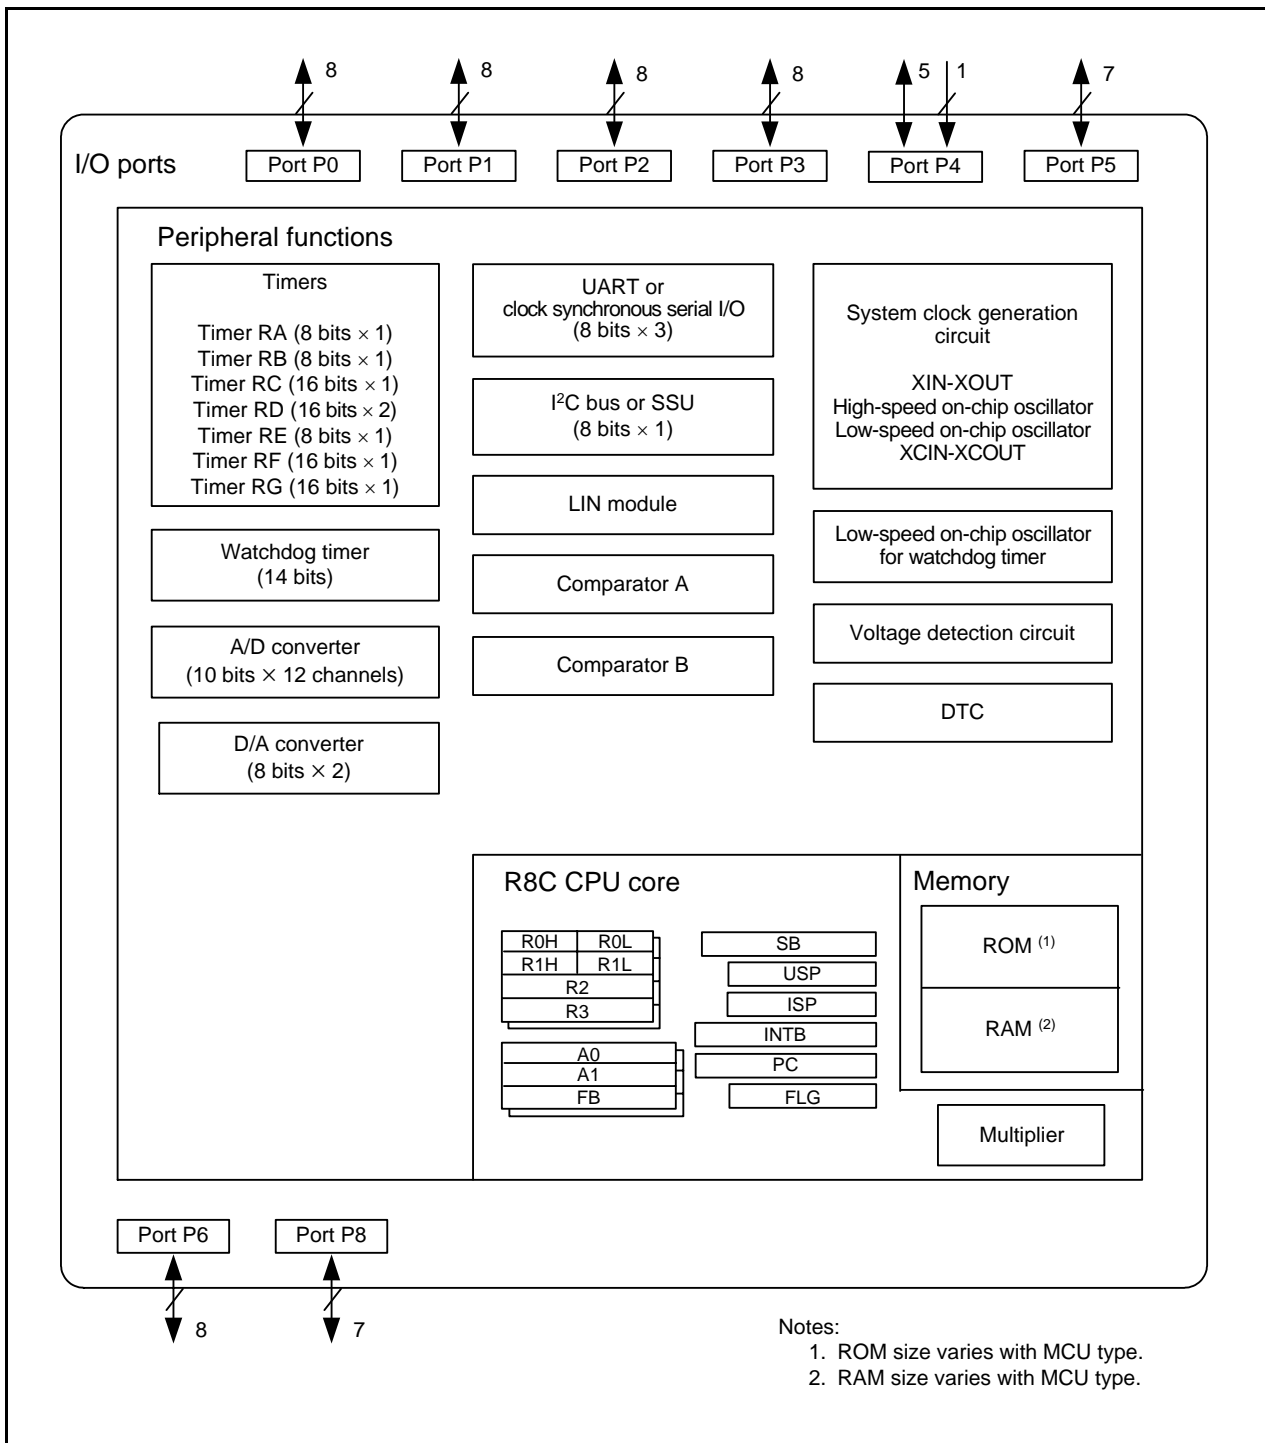 8
8
8
8
5
1
7
I/O ports
Port P0
Port P1
Port P2
Port P3
Port P4
Port P5
Peripheral functions
Timers
Timer RA (8 bits × 1)
Timer RB (8 bits × 1)
Timer RC (16 bits × 1)
Timer RD (16 bits × 2)
Timer RE (8 bits × 1)
Timer RF (16 bits × 1)
Timer RG (16 bits × 1)
Watchdog timer
(14 bits)
A/D converter
(10 bits × 12 channels)
D/A converter
(8 bits × 2)
UART or
clock synchronous serial I/O
(8 bits × 3)
I²C bus or SSU
(8 bits × 1)
LIN module
Comparator A
Comparator B
System clock generation
circuit
XIN-XOUT
High-speed on-chip oscillator
Low-speed on-chip oscillator
XCIN-XCOUT
Low-speed on-chip oscillator
for watchdog timer
Voltage detection circuit
DTC
R8C CPU core
R0H
R0L
R1H
R1L
R2
R3
A0
A1
FB
SB
USP
ISP
INTB
PC
FLG
Memory
ROM (1)
RAM (2)
Multiplier
Port P6
Port P8
8
7
Notes:
1. ROM size varies with MCU type.
2. RAM size varies with MCU type.